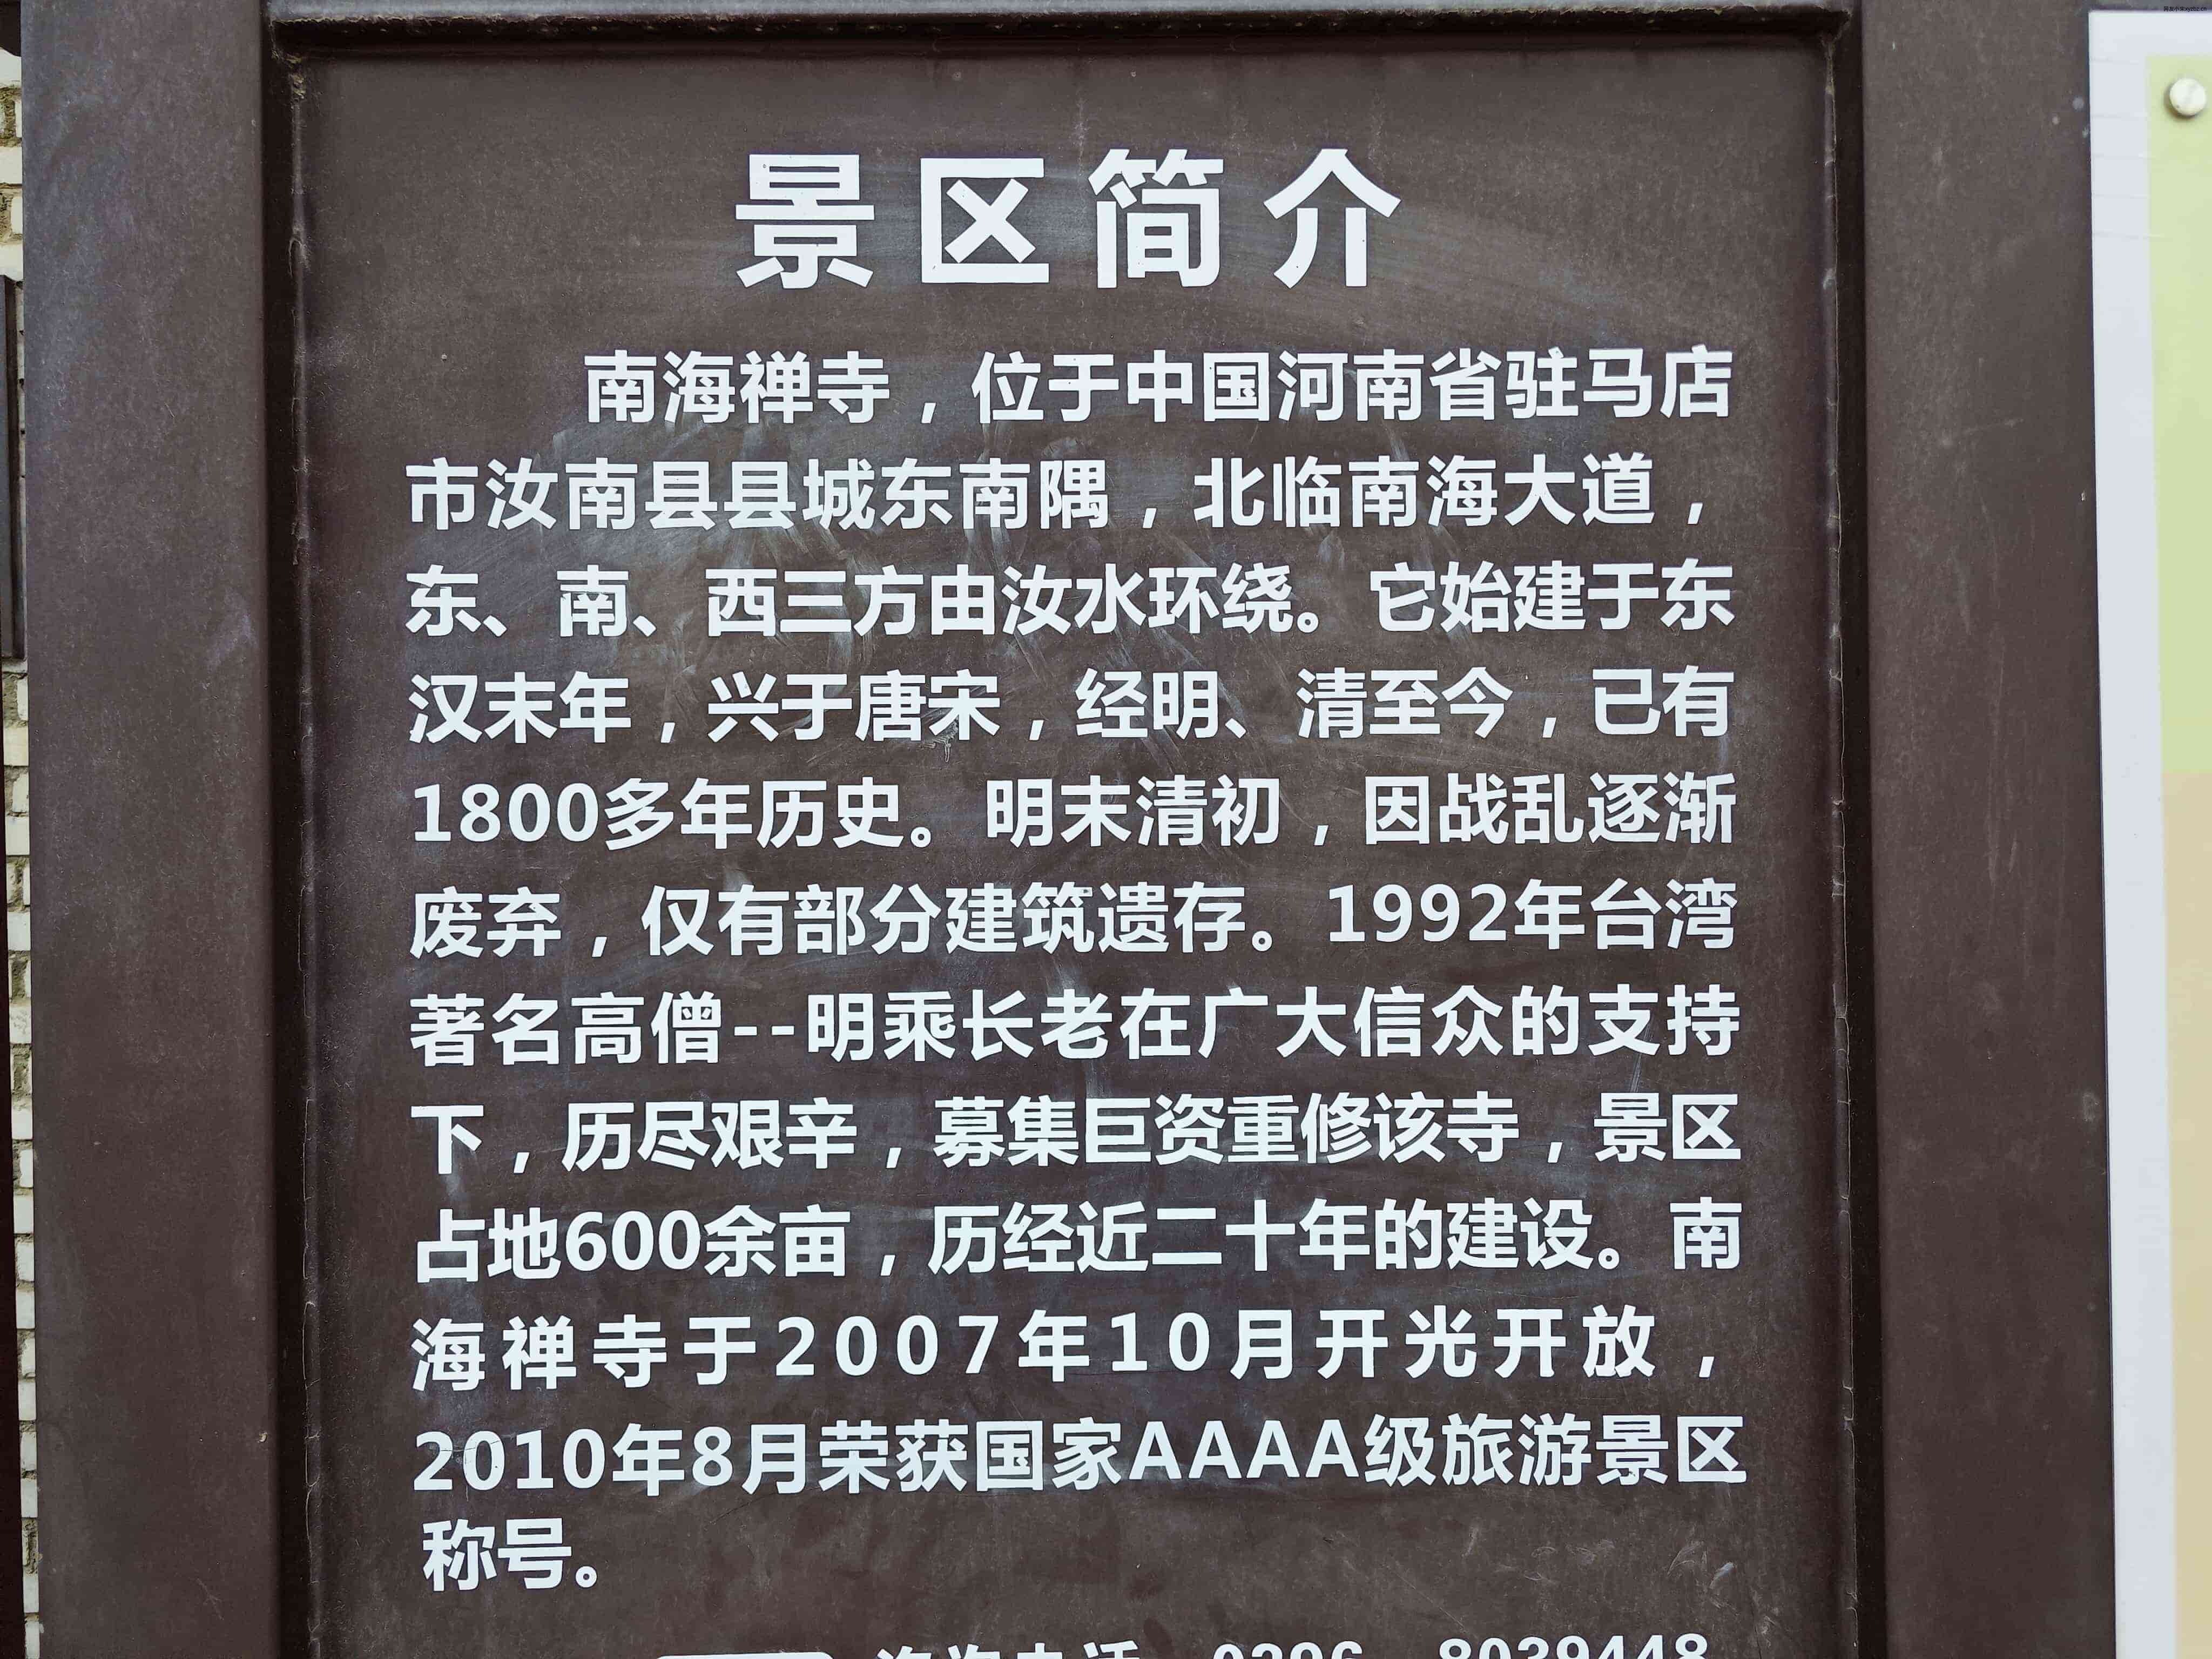 景区简介
南海禅寺，位于中国河南省驻马店
市汝南县县城东南隅，北临南海大道，
东、南、西三方由汝水环绕。它始建于东
汉末年，兴于唐宋，经明、清至今，已有
1800多年历史。明末清初，因战乱逐渐
废弃，仅有部分建筑遗存。1992年台湾
著名高僧--明乘长老在广大信众的支持
下，历尽艰辛，募集巨资重修该寺，景区
占地600余亩，历经近二十年的建设。南
海禅寺于2007年10月开光开放，
2010年8月荣获国家AAAA级旅游景区
称号。
8039448